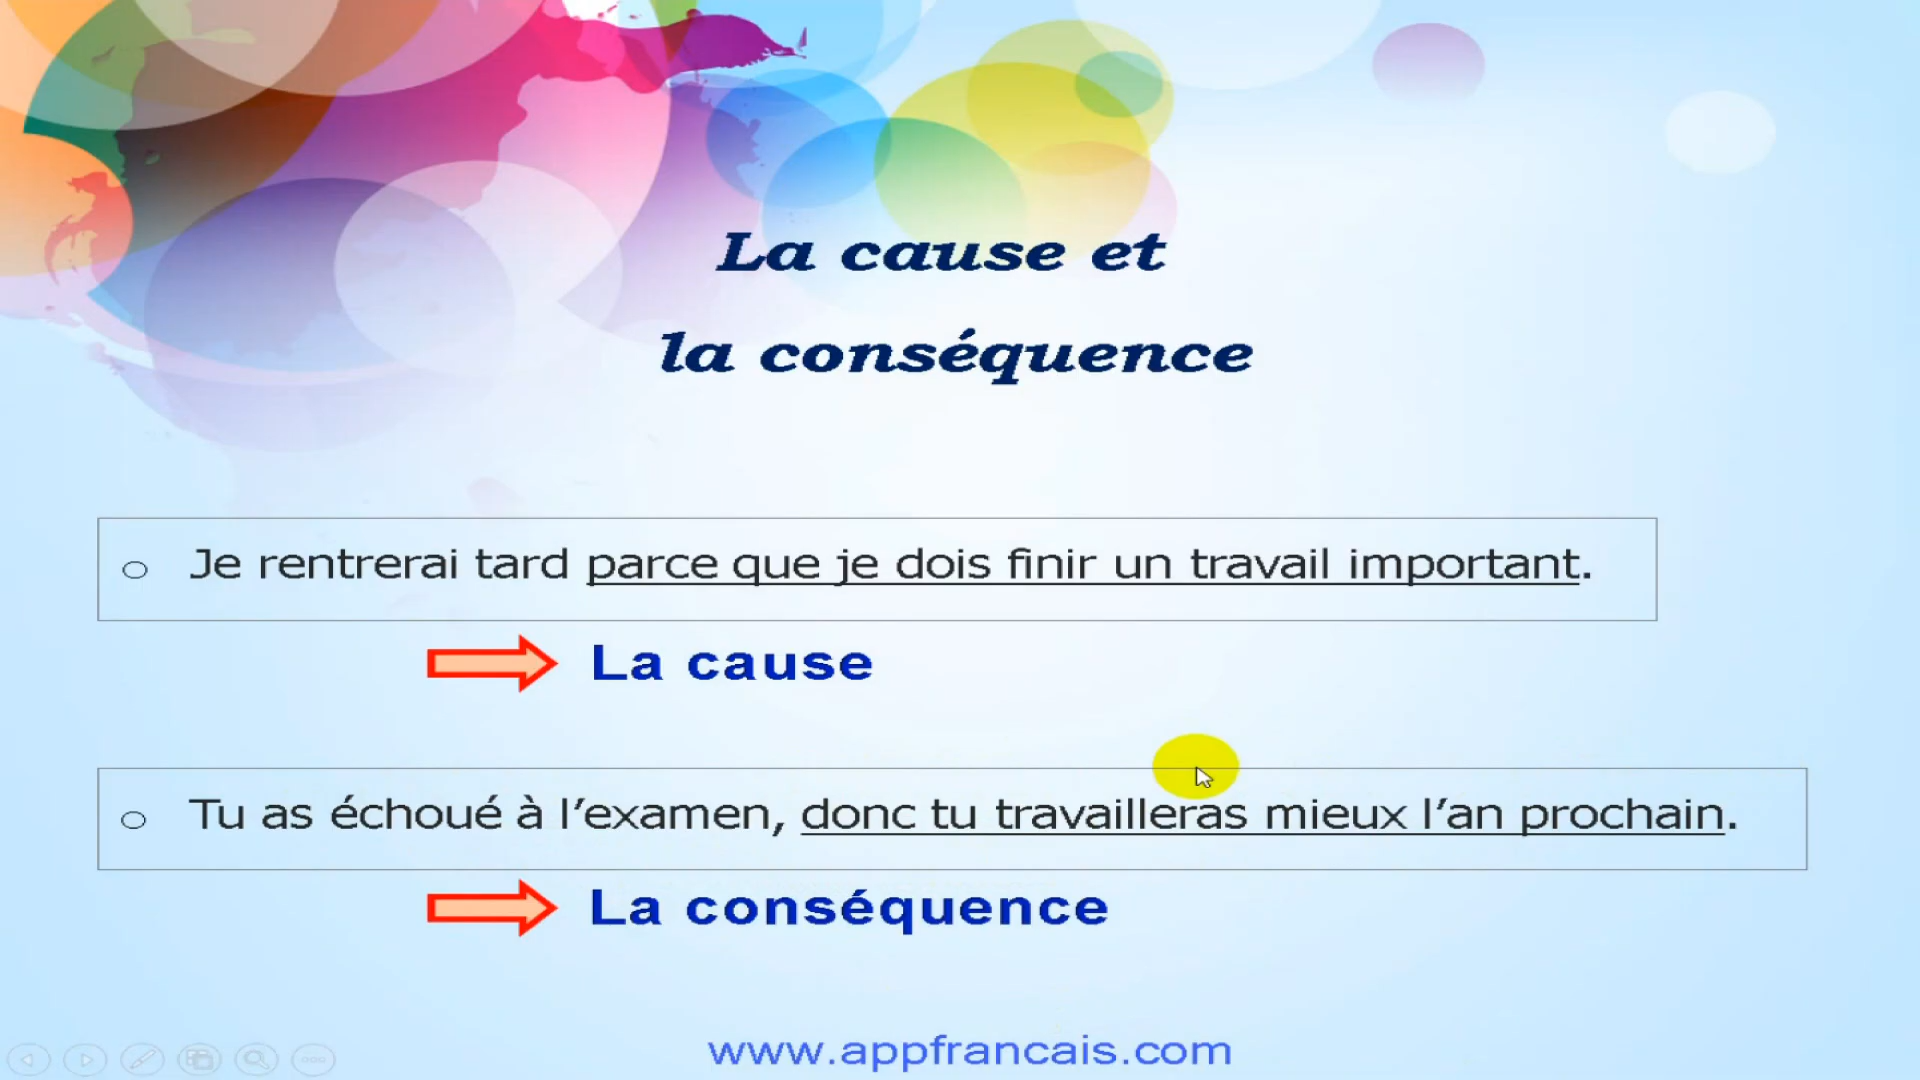 La cause et
la conséquence
Je rentrerai tard parce que je dois finir un travail important.
La cause
Tu as échoué à l’examen, donc tu travailleras mieux l’an prochain.
La conséquence
www.appfrancais.com